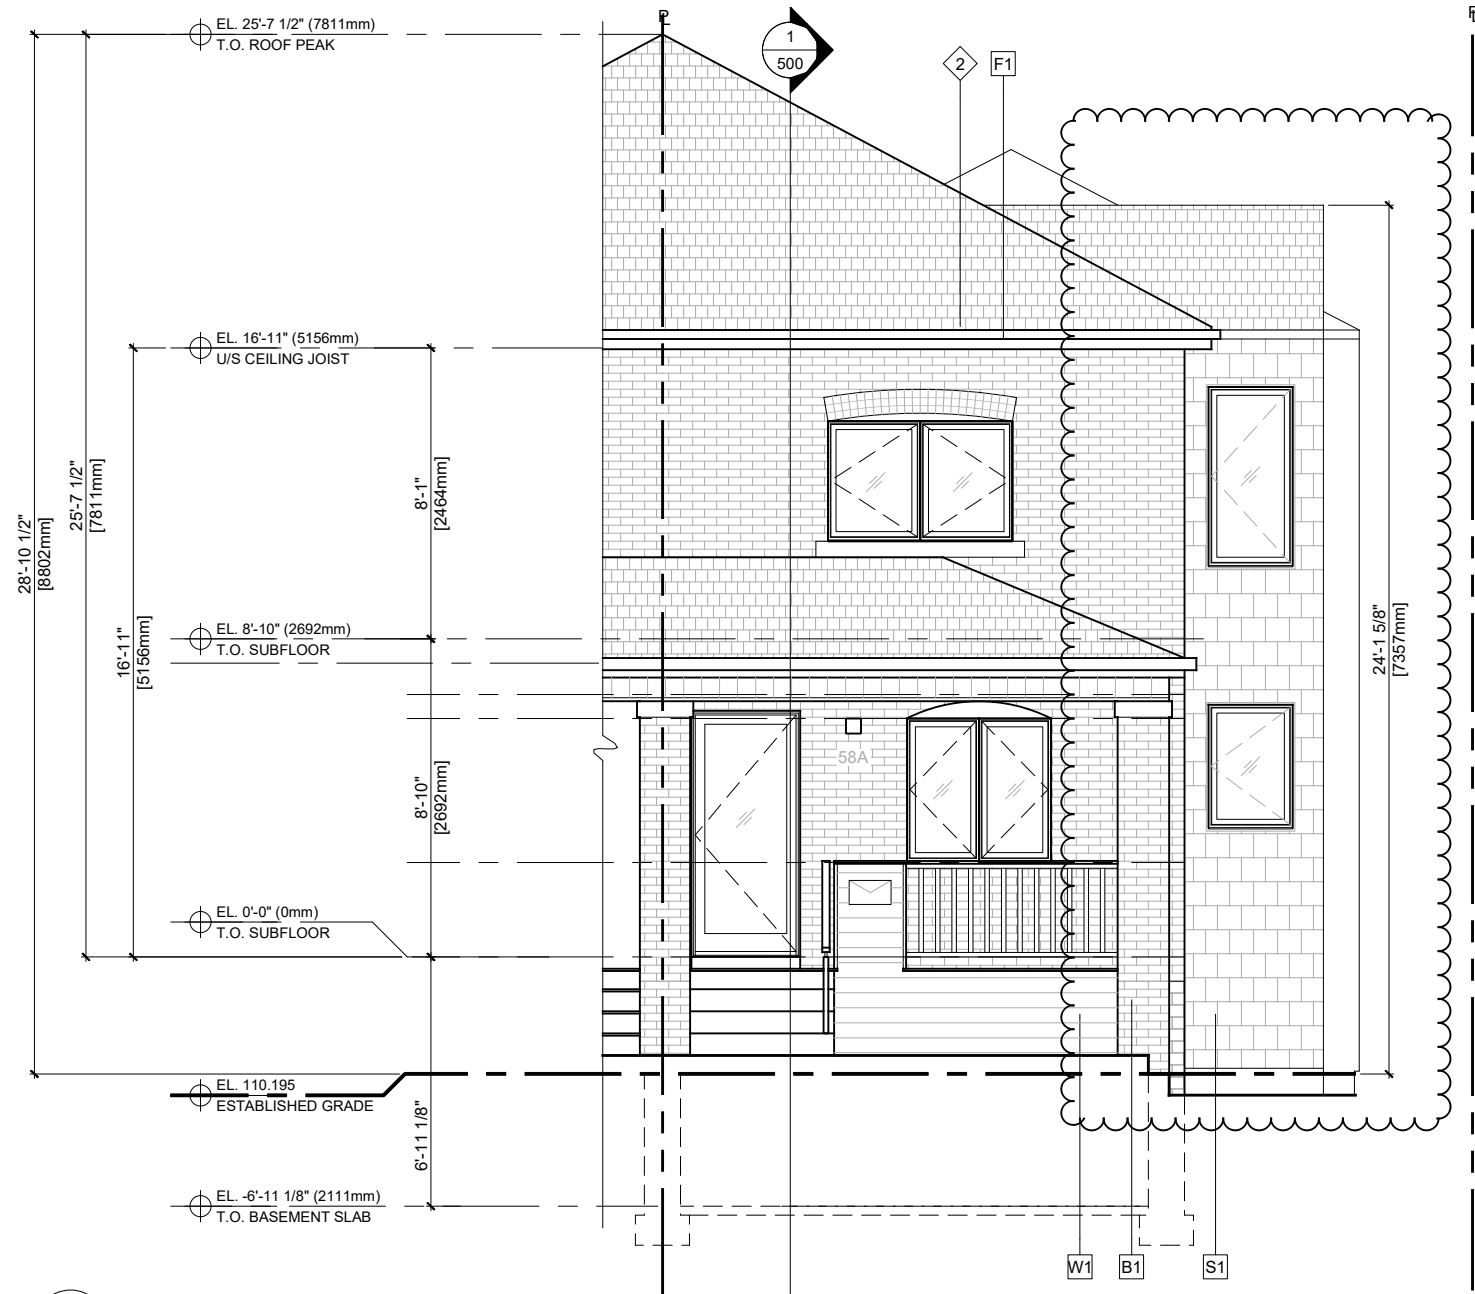 EL. 25'-7 1/2" (7811mm)
T.O. ROOF PEAK
PL
1
500
2
F1
EL. 16'-11" (5156mm)
U/S CEILING JOIST
28'-10 1/2"
[8802mm]
25'-7 1/2"
[7811mm]
16'-11"
[5156mm]
8'-1"
[2464mm]
EL. 8'-10" (2692mm)
T.O. SUBFLOOR
8'-10"
[2692mm]
24'-1 5/8"
[7357mm]
58A
EL. 0'-0" (0mm)
T.O. SUBFLOOR
EL. 110.195
ESTABLISHED GRADE
6'-11 1/8"
EL. -6'-11 1/8" (2111mm)
T.O. BASEMENT SLAB
W1
B1
S1